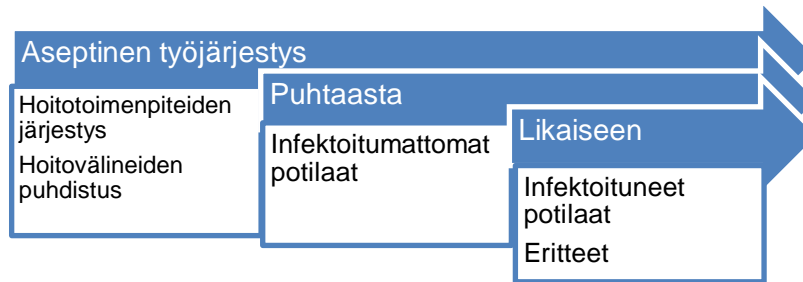 Aseptinen työjärjestys
Hoitotoimenpiteiden
järjestys
Hoitovälineiden
puhdistus
Puhtaasta
Infektoitumattomat
potilaat
Likaiseen
Infektoituneet
potilaat
Eritteet